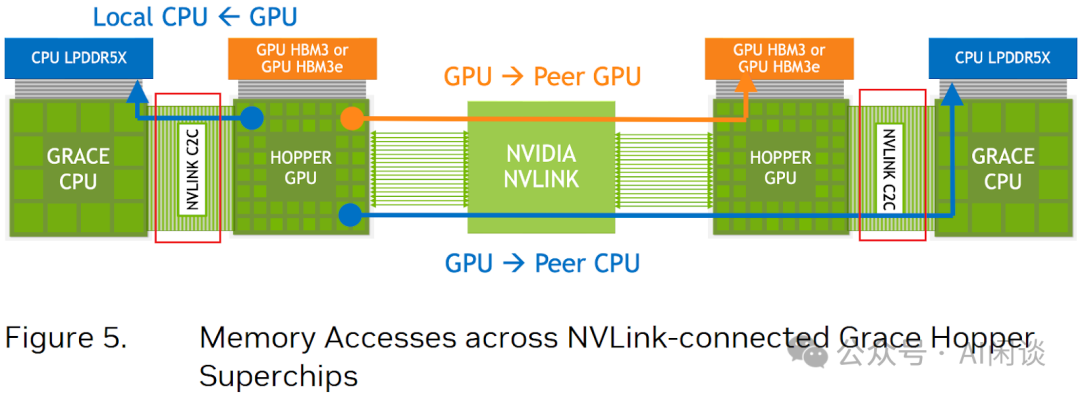 Local CPU ← GPU
CPU LPDDR5X
GPU HBM3 or
GPU HBM3e
GPU → Peer GPU
GPU HBM3 or
GPU HBM3e
CPU LPDDR5X
GRACE
CPU
NVLINK C2C
HOPPER
GPU
NVIDIA
NVLINK
HOPPER
GPU
NVLINK C2C
GRACE
CPU
GPU → Peer CPU
Figure 5. Memory Accesses across NVLink-connected Grace Hopper
Superchips
公众号 · AI闲谈